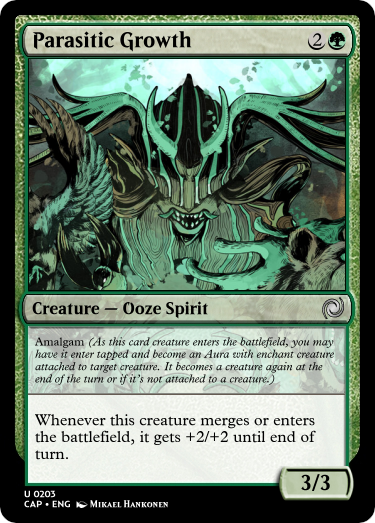 Parasitic Growth 2
Creature — Ooze Spirit
Amalgam (As this card creature enters the battlefield, you may
have it enter tapped and become an Aura with enchant creature
attached to target creature. It becomes a creature again at the
end of the turn or if it's not attached to a creature.)
Whenever this creature merges or enters
the battlefield, it gets +2/+2 until end of
turn.
3/3
U 0203
CAP • ENG Mikael Hankonen